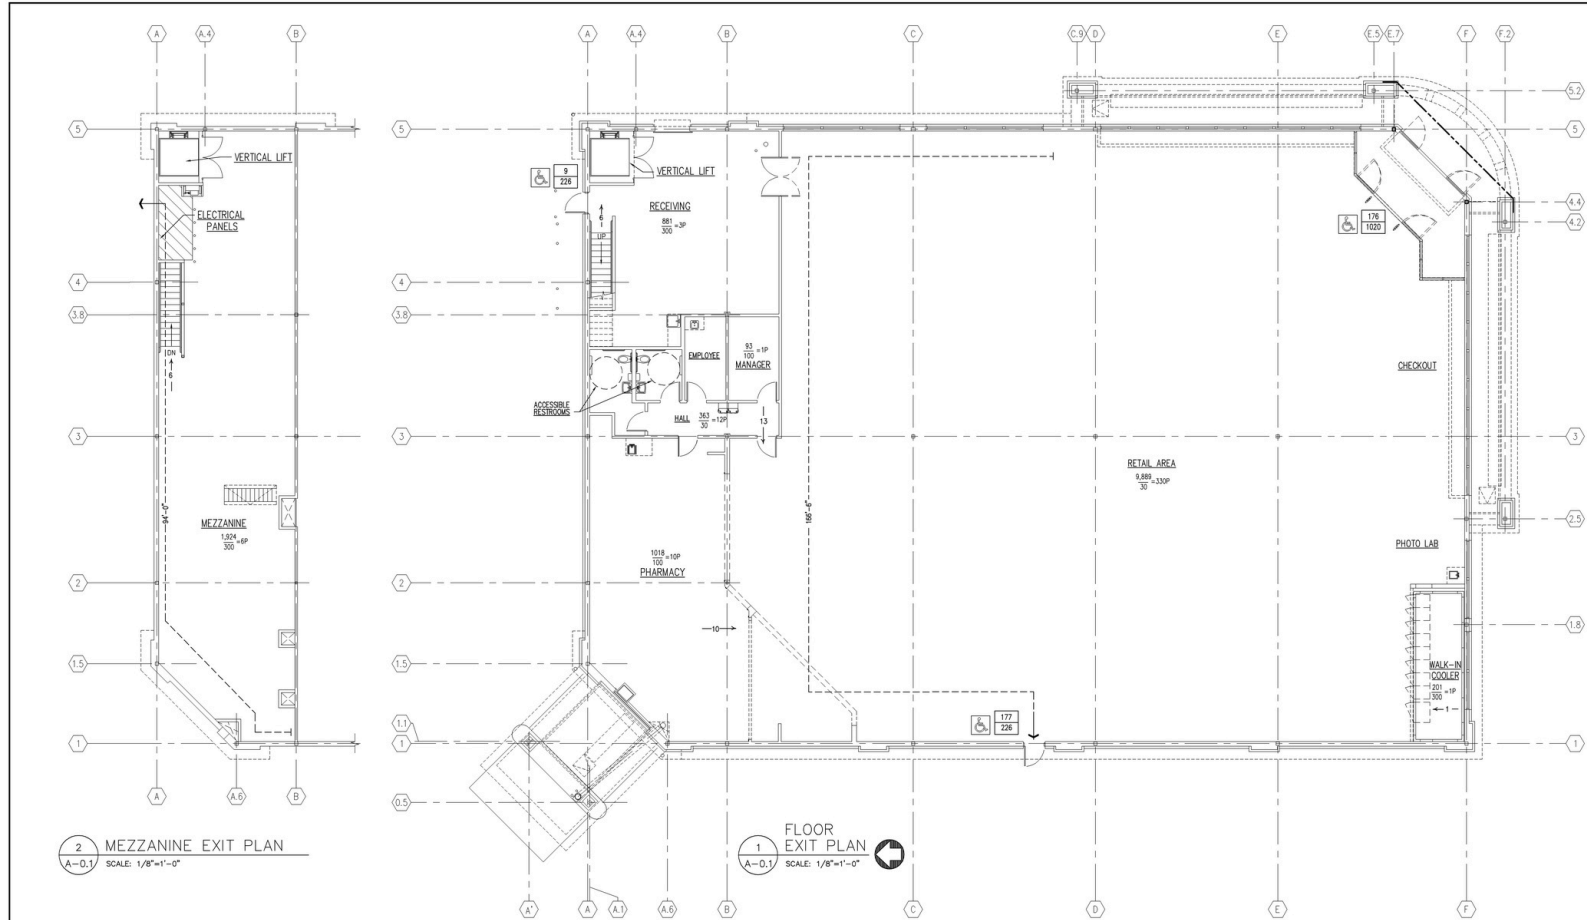 A
A.4
B
A
A.4
B
C
C.9
D
E
E.5
E.7
F
F.2
5.2
5
5
5
VERTICAL LIFT
VERTICAL LIFT
9
226
ELECTRICAL
PANELS
RECEIVING
881
300
=3P
6
UP
176
1020
4.4
4.2
4
4
3.8
3.8
DN
6
EMPLOYEE
93
100
=1P
MANAGER
CHECKOUT
ACCESSIBLE
RESTROOMS
HALL
363
30
=12P
13
3
3
3
RETAIL AREA
9,889
30
=330P
94'-0"
166'-6"
MEZZANINE
1,924
300
=6P
2.5
PHOTO LAB
1018
100
=10P
PHARMACY
2
2
10
1.8
1.5
1.5
WALK-IN
COOLER
201
300
=1P
1
177
226
1.1
1
1
1
0.5
A
A.6
B
2
A-0.1
MEZZANINE EXIT PLAN
SCALE: 1/8"=1'-0"
1
A-0.1
FLOOR
EXIT PLAN
SCALE: 1/8"=1'-0"
A'
A
A.1
A.6
B
C
D
E
F